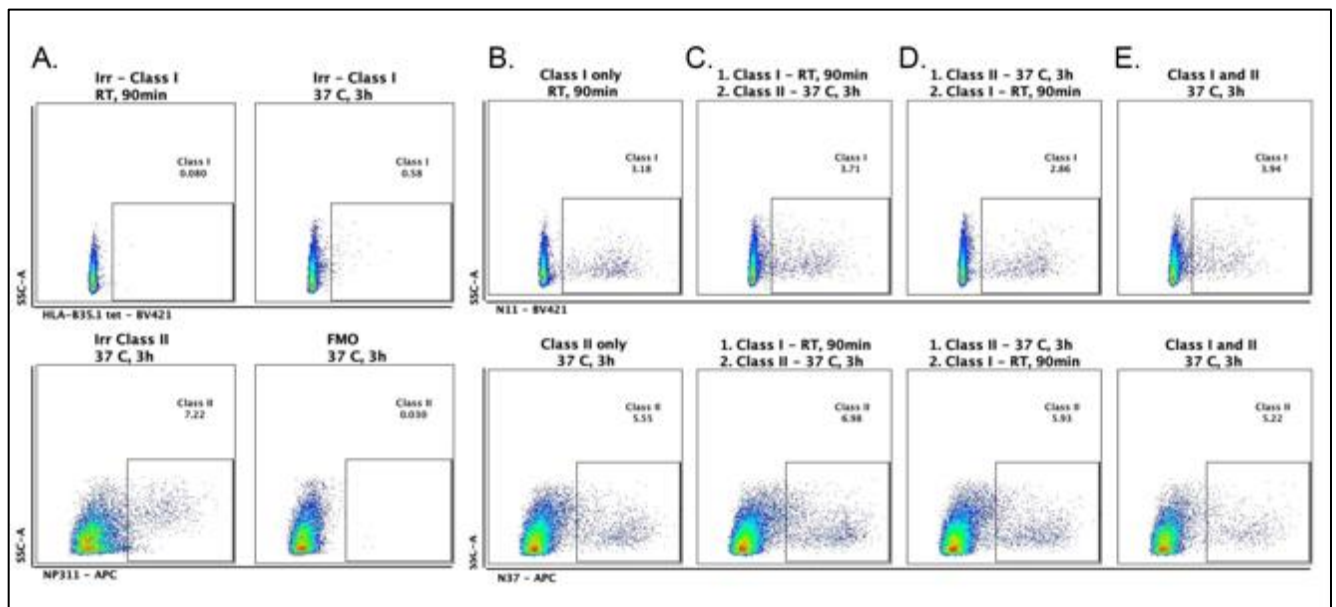 A.
Irr - Class I
RT, 90min
Class I
0.080
Irr - Class I
37 C, 3h
Class I
0.58
SSC-A
HLA-B35.1 tet - BV421
Irr Class II
37 C, 3h
Class II
7.22
FMO
37 C, 3h
Class II
0.030
SSC-A
NP311 - APC
B.
Class I only
RT, 90min
Class I
3.18
C.
1. Class I - RT, 90min
2. Class II - 37 C, 3h
Class I
3.71
D.
1. Class II - 37 C, 3h
2. Class I - RT, 90min
Class I
2.86
E.
Class I and II
37 C, 3h
Class I
3.94
SSC-A
N11 - BV421
Class II only
37 C, 3h
Class II
5.55
1. Class I - RT, 90min
2. Class II - 37 C, 3h
Class II
6.98
1. Class II - 37 C, 3h
2. Class I - RT, 90min
Class II
5.93
Class I and II
37 C, 3h
Class II
5.22
SSC-A
N37 - APC